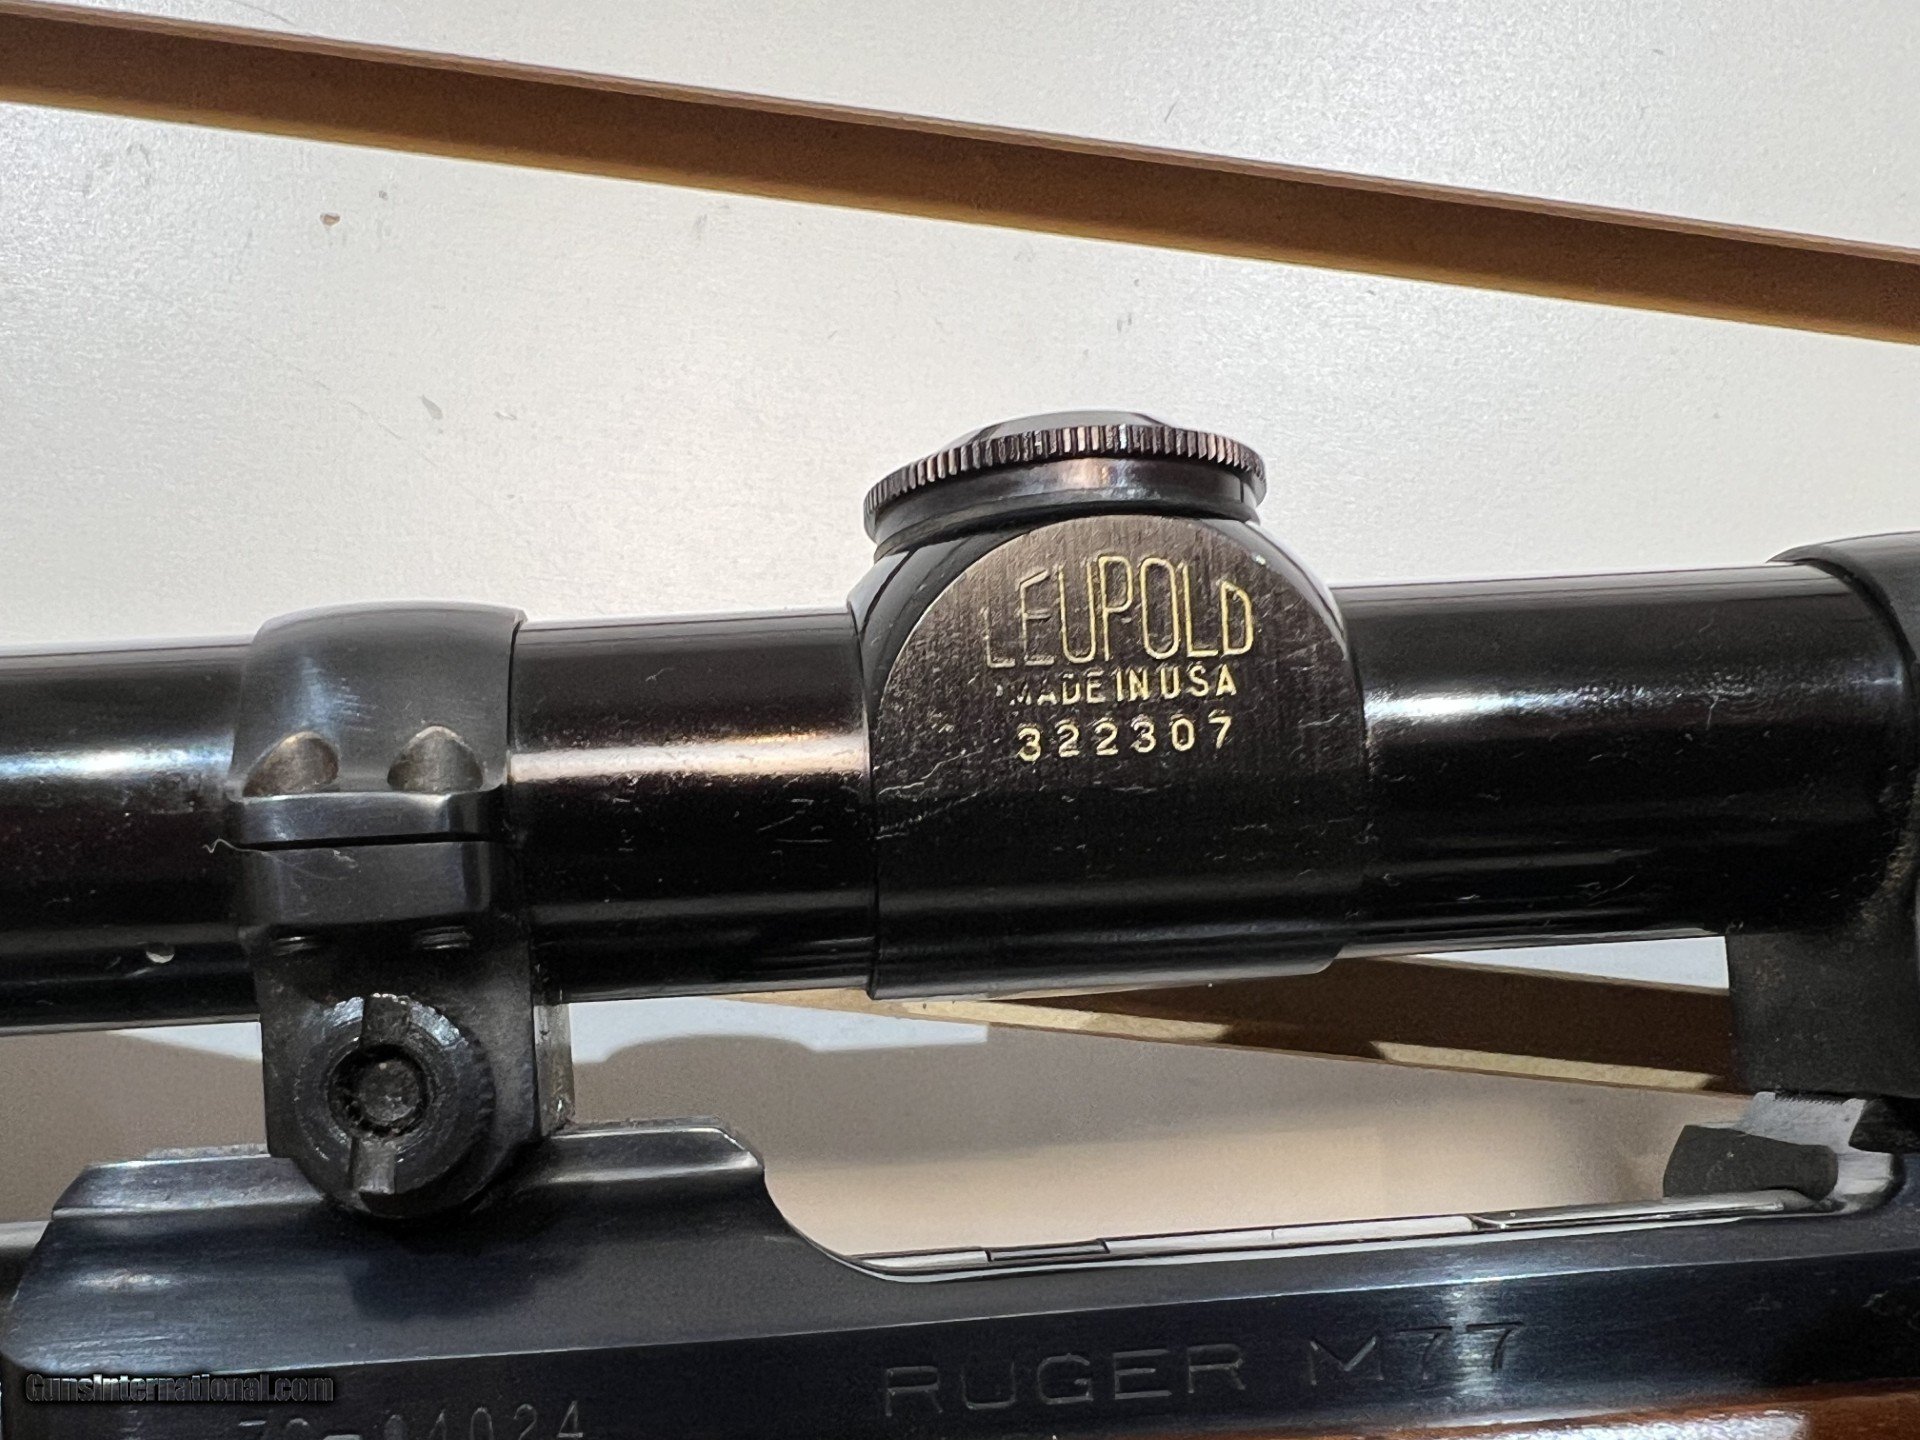 LEUPOLD
MADE IN USA
322307
RUGER M77
GunsInternational.com